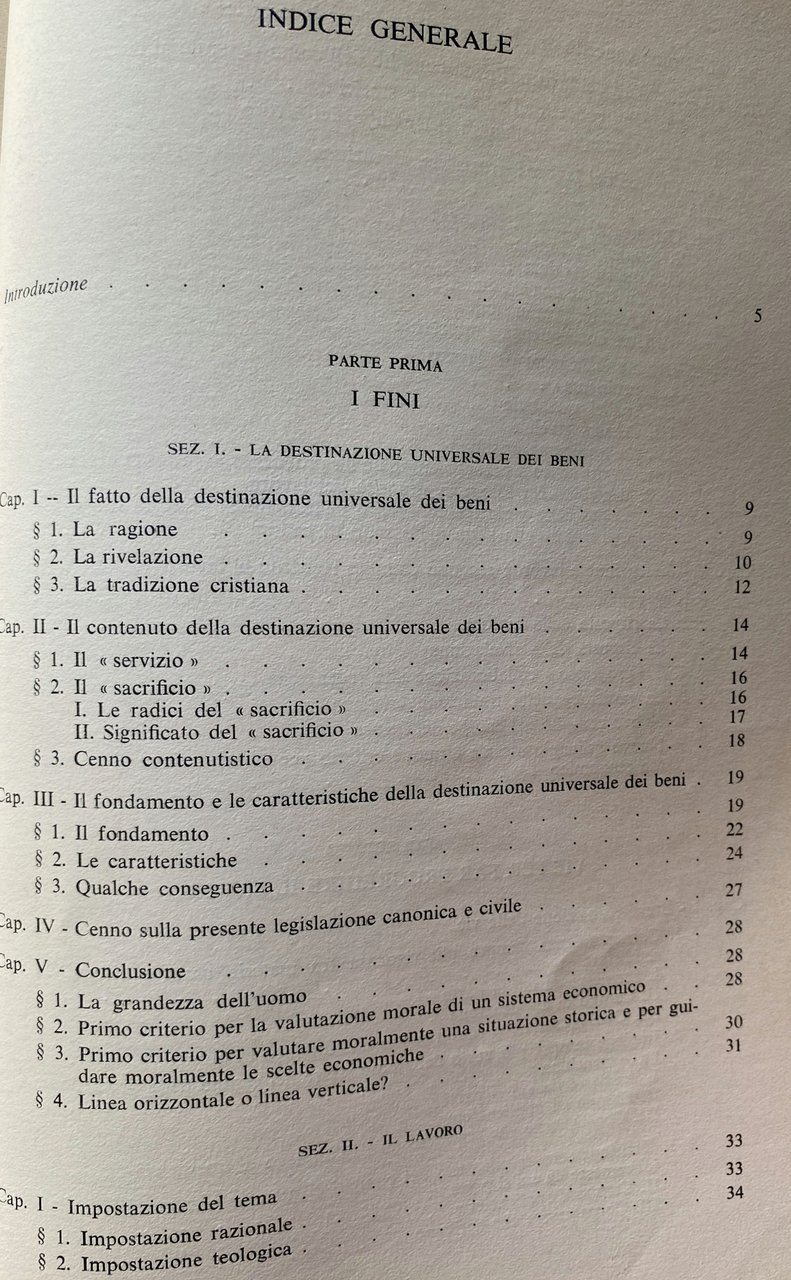 INDICE GENERALE
Introduzione . . . . . . . . . . . . 5
PARTE PRIMA
I FINI
SEZ. I. - LA DESTINAZIONE UNIVERSALE DEI BENI
Cap. I -- Il fatto della destinazione universale dei beni . . . . . 9
§ 1. La ragione . . . . . . . . . . 9
§ 2. La rivelazione . . . . . . . . . . 10
§ 3. La tradizione cristiana . . . . . . . . 12
Cap. II - Il contenuto della destinazione universale dei beni . . . . 14
§ 1. Il « servizio » . . . . . . . . . . 14
§ 2. Il « sacrificio » . . . . . . . . . . 16
I. Le radici del « sacrificio » . . . . . . . 16
II. Significato del « sacrificio » . . . . . . . 17
§ 3. Cenno contenutistico . . . . . . . . 18
Cap. III - Il fondamento e le caratteristiche della destinazione universale dei beni . 19
§ 1. Il fondamento . . . . . . . . . . 19
§ 2. Le caratteristiche . . . . . . . . . 22
§ 3. Qualche conseguenza . . . . . . . . 24
Cap. IV - Cenno sulla presente legislazione canonica e civile . . . . 27
Cap. V - Conclusione . . . . . . . . . . 28
§ 1. La grandezza dell'uomo . . . . . . . . 28
§ 2. Primo criterio per la valutazione morale di un sistema economico . . 28
§ 3. Primo criterio per valutare moralmente una situazione storica e per gui-
dare moralmente le scelte economiche . . . . . . 30
§ 4. Linea orizzontale o linea verticale? . . . . . . 31
SEZ. II. - IL LAVORO
Cap. I - Impostazione del tema . . . . . . . . 33
§ 1. Impostazione razionale . . . . . . . . 33
§ 2. Impostazione teologica . . . . . . . . 34